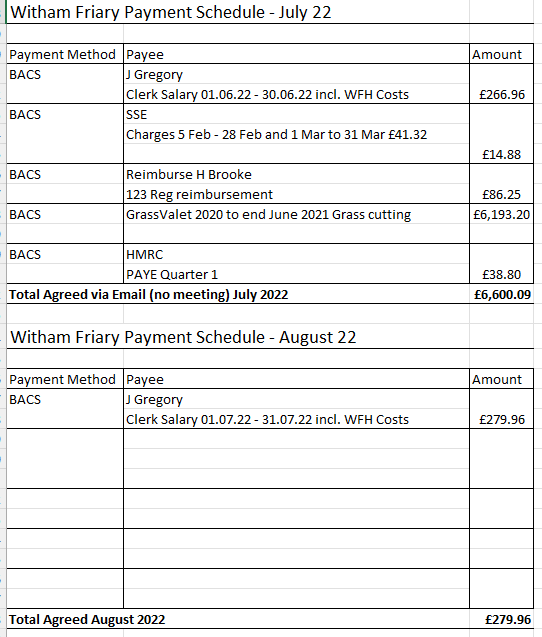 Witham Friary Payment Schedule - July 22
Payment Method Payee Amount
BACS J Gregory
Clerk Salary 01.06.22 - 30.06.22 incl. WFH Costs £266.96
BACS SSE
Charges 5 Feb - 28 Feb and 1 Mar to 31 Mar £41.32
£14.88
BACS Reimburse H Brooke
123 Reg reimbursement £86.25
BACS GrassValet 2020 to end June 2021 Grass cutting £6,193.20
BACS HMRC
PAYE Quarter 1 £38.80
Total Agreed via Email (no meeting) July 2022 £6,600.09
Witham Friary Payment Schedule - August 22
Payment Method Payee Amount
BACS J Gregory
Clerk Salary 01.07.22 - 31.07.22 incl. WFH Costs £279.96
Total Agreed August 2022 £279.96